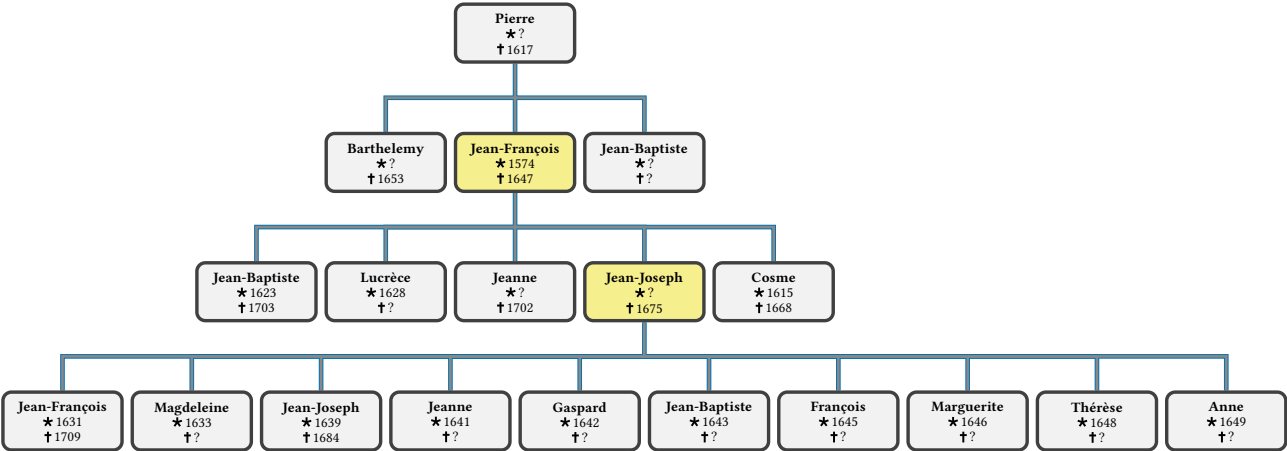 Pierre
* ?
† 1617
Barthelemy
* ?
† 1653
Jean-François
* 1574
† 1647
Jean-Baptiste
* ?
† ?
Jean-Baptiste
* 1623
† 1703
Lucrèce
* 1628
† ?
Jeanne
* ?
† 1702
Jean-Joseph
* ?
† 1675
Cosme
* 1615
† 1668
Jean-François
* 1631
† 1709
Magdeleine
* 1633
† ?
Jean-Joseph
* 1639
† 1684
Jeanne
* 1641
† ?
Gaspard
* 1642
† ?
Jean-Baptiste
* 1643
† ?
François
* 1645
† ?
Marguerite
* 1646
† ?
Thérèse
* 1648
† ?
Anne
* 1649
† ?